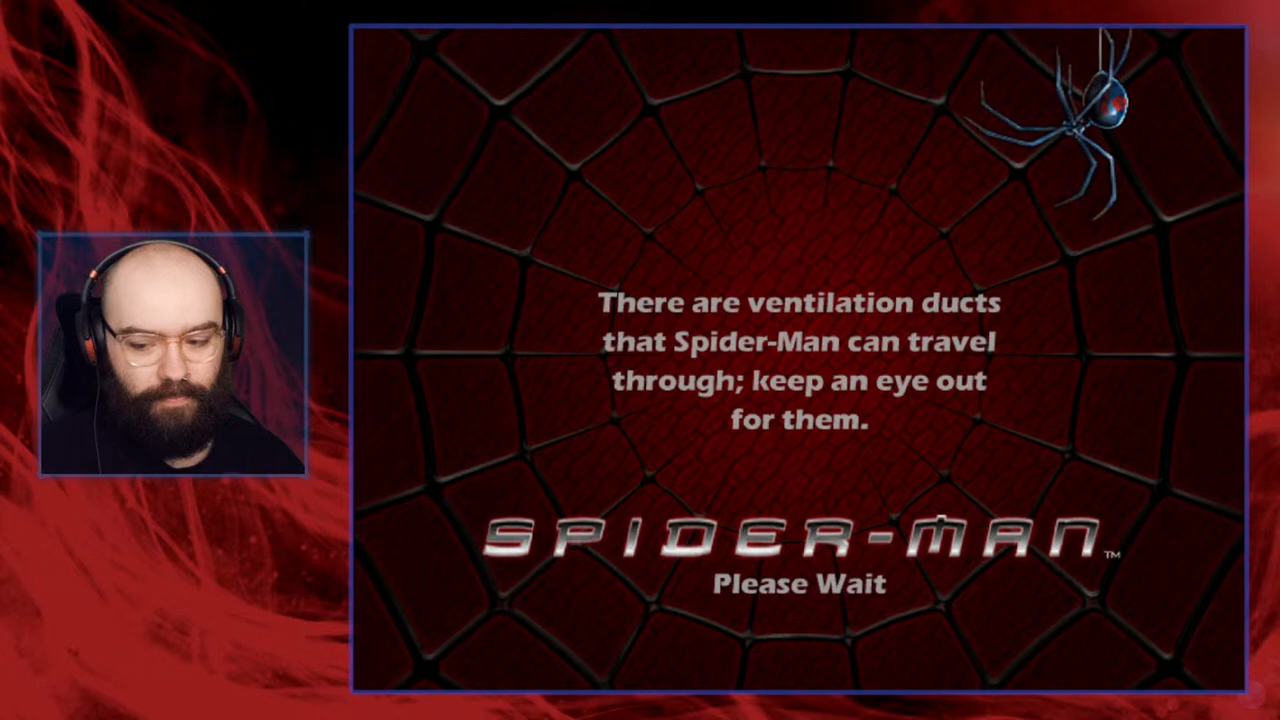 There are ventilation ducts
that Spider-Man can travel
through; keep an eye out
for them.
SPIDER-MAN™
Please Wait